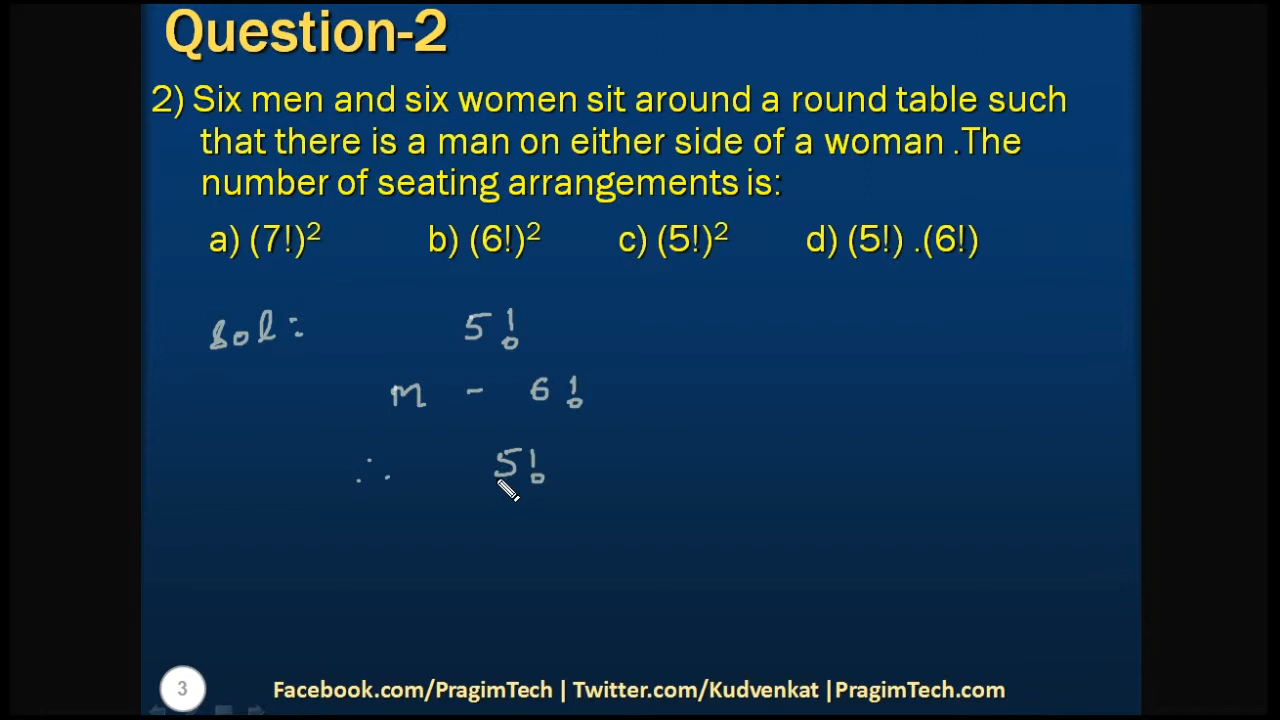 Question-2
2) Six men and six women sit around a round table such
that there is a man on either side of a woman .The
number of seating arrangements is:
a) (7!)² b) (6!)² c) (5!)² d) (5!) .(6!)
Sol: 5!
m - 6!
∴ 5!
3 Facebook.com/PragimTech | Twitter.com/Kudvenkat |PragimTech.com